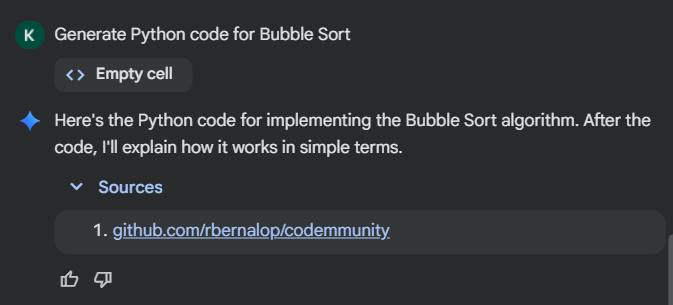 K
Generate Python code for Bubble Sort
<> Empty cell
Here's the Python code for implementing the Bubble Sort algorithm. After the
code, I'll explain how it works in simple terms.
Sources
1. github.com/rbernalop/codemmunity